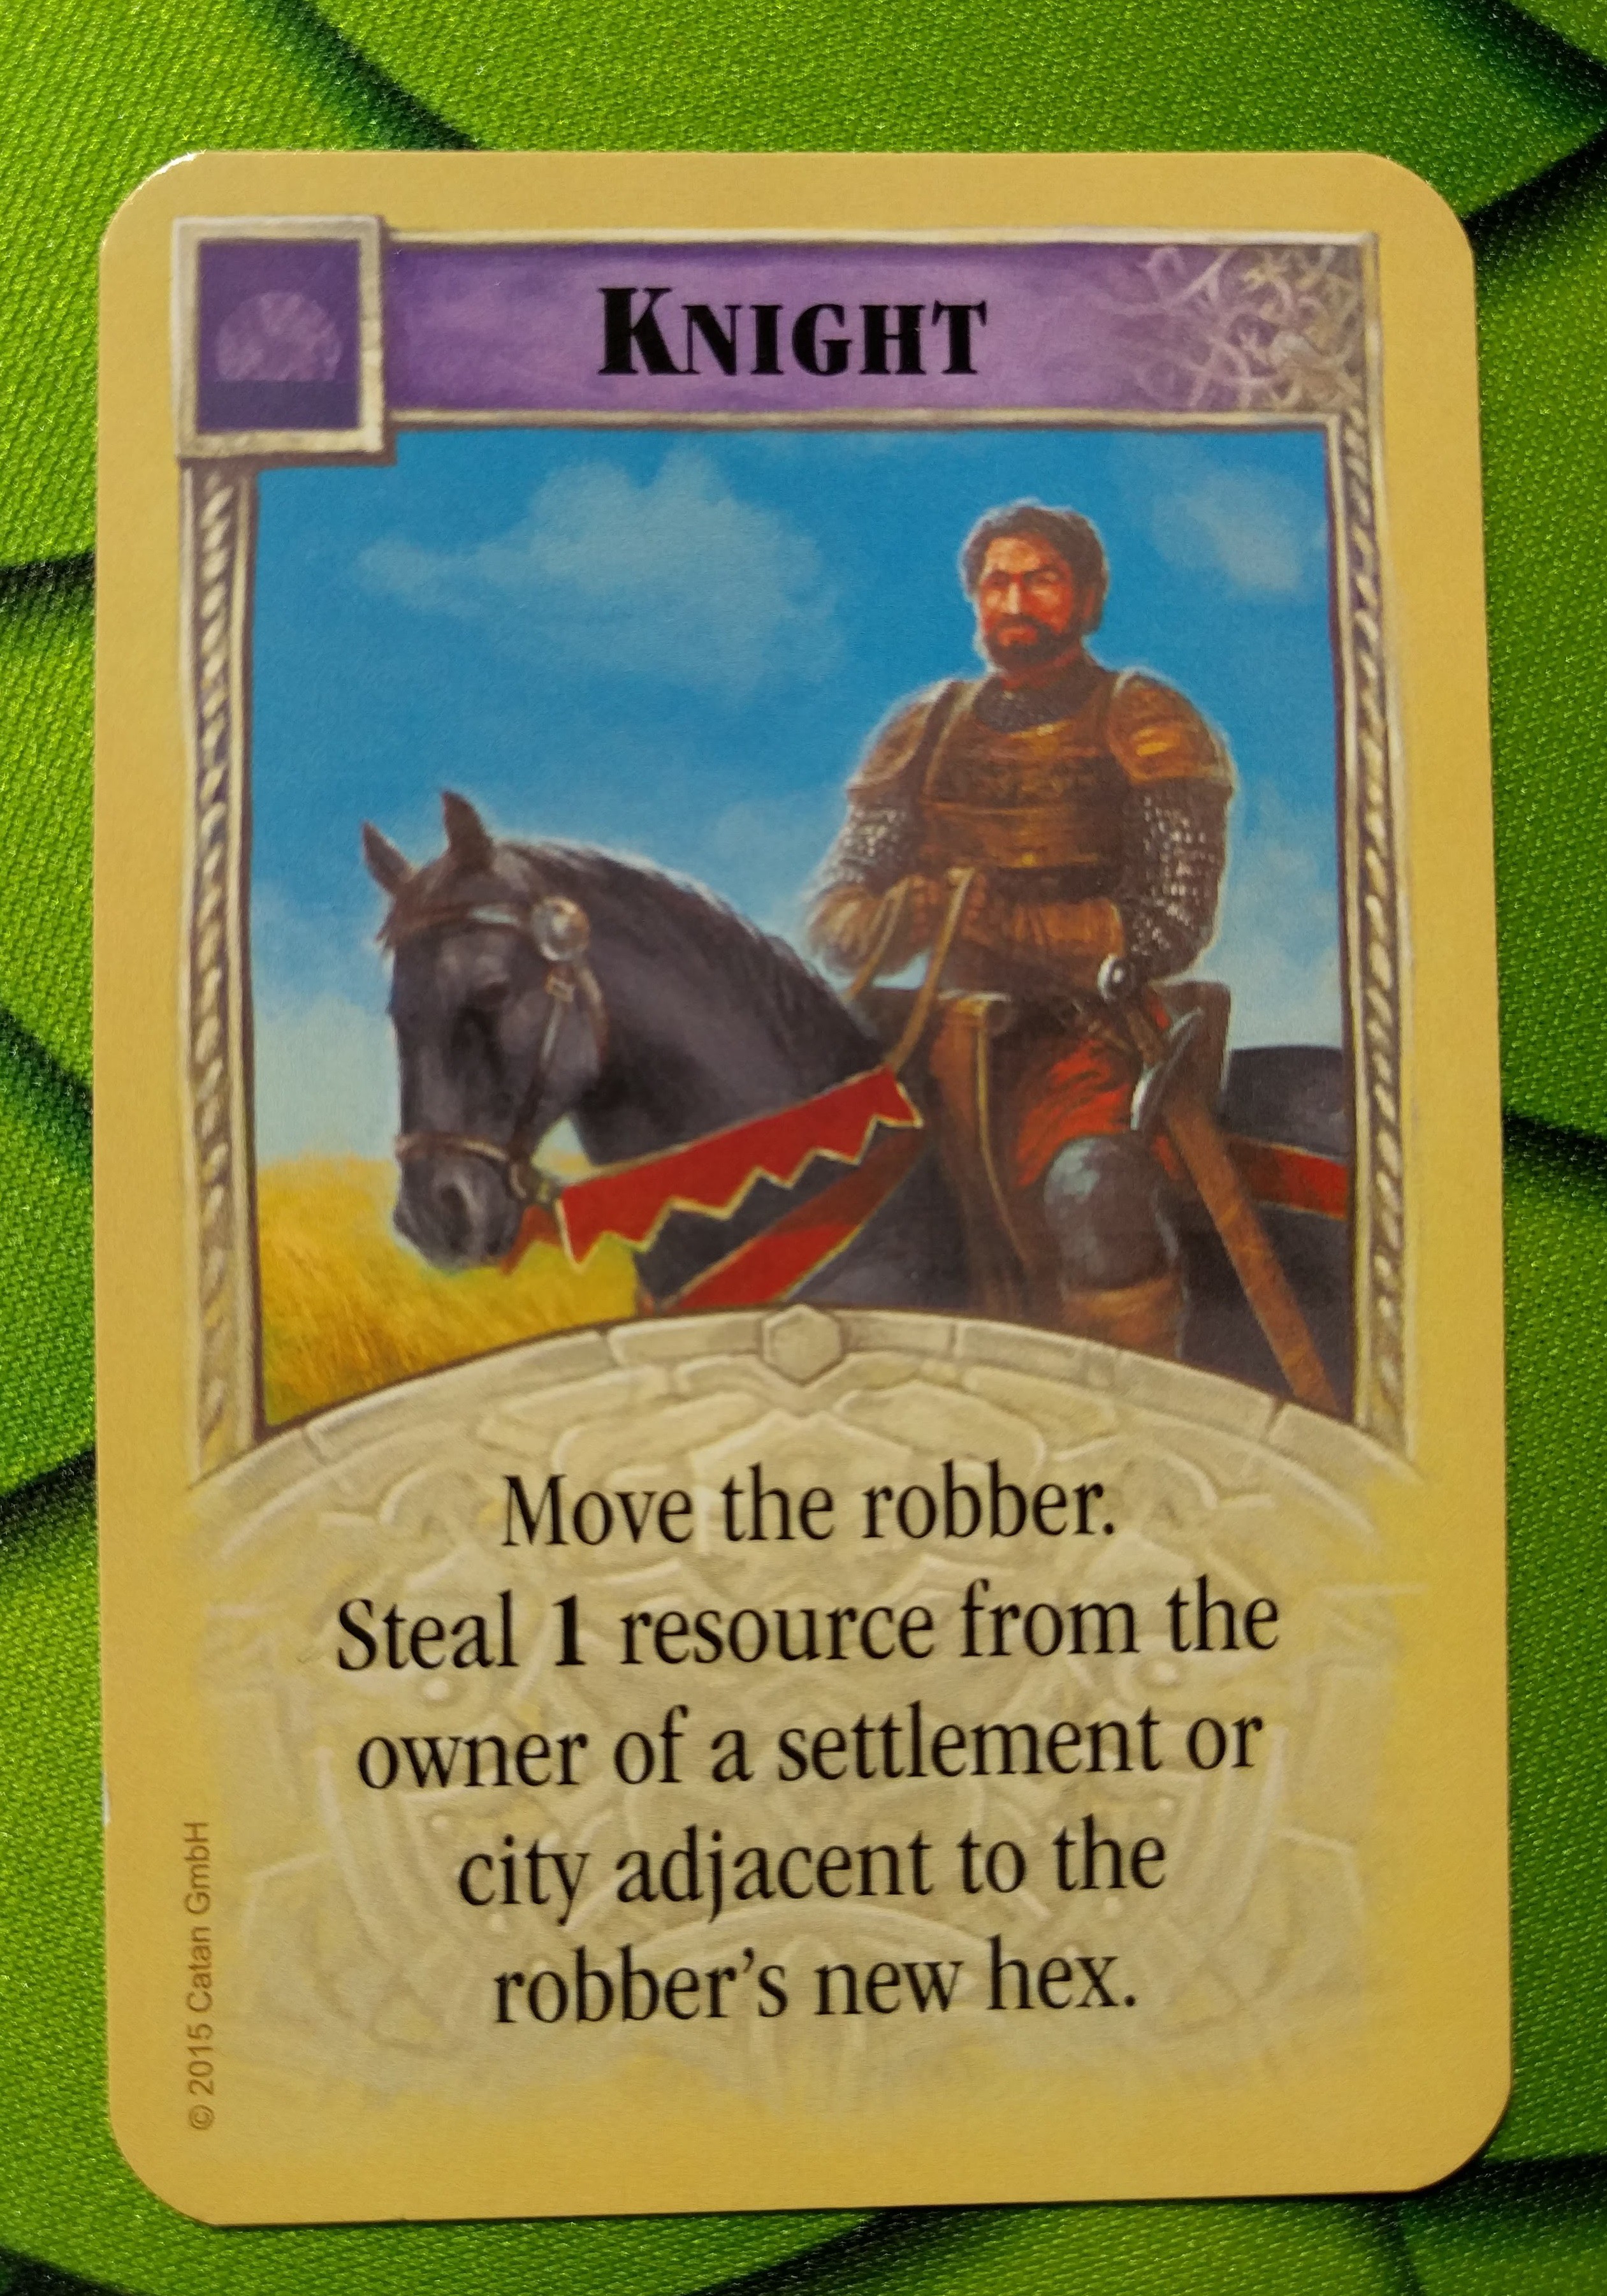 KNIGHT
Move the robber.
Steal 1 resource from the
owner of a settlement or
city adjacent to the
robber's new hex.
© 2015 Catan GmbH